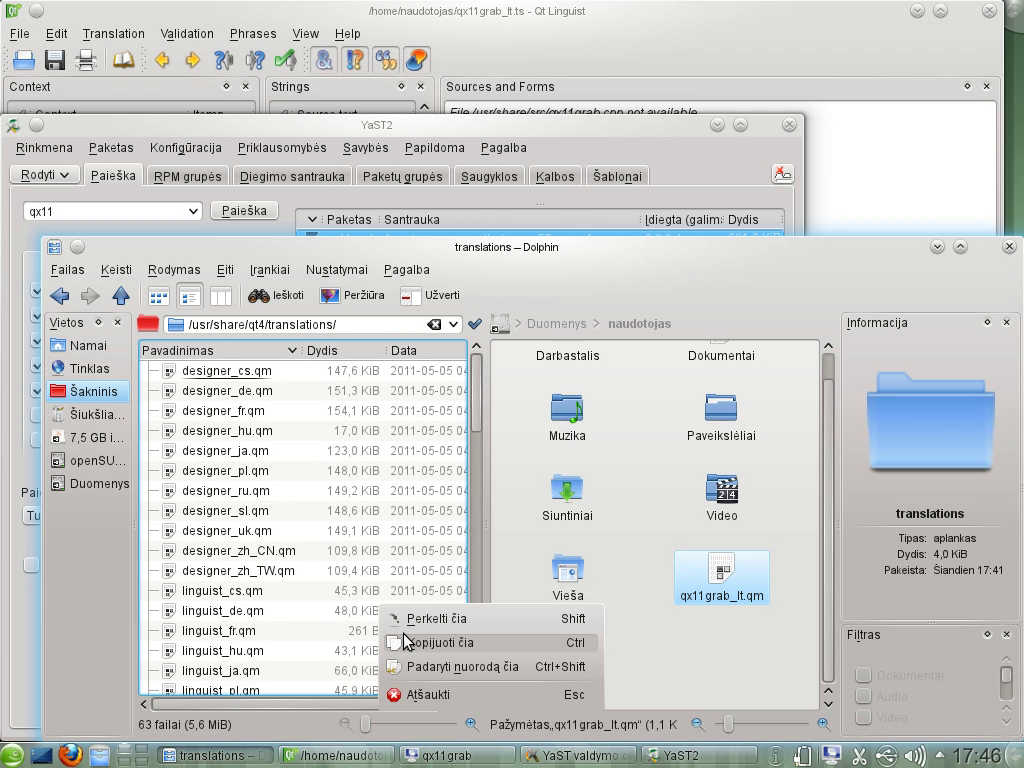 /home/naudotojas/qx11grab_lt.ts - Qt Linguist
File Edit Translation Validation Phrases View Help
Context Strings Sources and Forms
File /usr/share/src/qx11grab.cpp not available
YaST2
Rinkmena Paketas Konfigūracija Priklausomybės Savybės Papildoma Pagalba
Rodyti Paieška RPM grupės Diegimo santrauka Paketų grupės Saugyklos Kalbos Šablonai
qx11 Paieška
Paketas Santrauka Įdiegta (galima Dydis
translations – Dolphin
Failas Keisti Rodymas Eiti Įrankiai Nustatymai Pagalba
Ieškoti Peržiūra Užverti
Vietos
Namai
Tinklas
Šakninis
Šiukšlia...
7,5 GB i...
openSU...
Duomenys
/usr/share/qt4/translations/
Pavadinimas Dydis Data
designer_cs.qm 147,6 KiB 2011-05-05 04
designer_de.qm 151,3 KiB 2011-05-05 04
designer_fr.qm 154,1 KiB 2011-05-05 04
designer_hu.qm 17,0 KiB 2011-05-05 04
designer_ja.qm 123,0 KiB 2011-05-05 04
designer_pl.qm 148,0 KiB 2011-05-05 04
designer_ru.qm 149,2 KiB 2011-05-05 04
designer_sl.qm 148,6 KiB 2011-05-05 04
designer_uk.qm 149,1 KiB 2011-05-05 04
designer_zh_CN.qm 109,8 KiB 2011-05-05 04
designer_zh_TW.qm 109,4 KiB 2011-05-05 04
linguist_cs.qm 45,3 KiB 2011-05-05 04
linguist_de.qm 48,0 KiB
linguist_fr.qm 261 B
linguist_hu.qm 43,1 KiB
linguist_ja.qm 66,0 KiB
linguist_pl.qm 45,9 KiB
63 failai (5,6 MiB)
Perkelti čia Shift
Kopijuoti čia Ctrl
Padaryti nuorodą čia Ctrl+Shift
Atšaukti Esc
> Duomenys > naudotojas
Darbastalis Dokumentai
Muzika Paveikslėliai
Siuntiniai Video
Vieša qx11grab_lt.qm
Pažymėtas„qx11grab_lt.qm“ (1,1 K
Informacija
translations
Tipas: aplankas
Dydis: 4,0 KiB
Pakeista: Šiandien 17:41
Filtras
Dokumentai
Audio
Video
translations – D /home/naudoto qx11grab YaST valdymo c YaST2 17:46